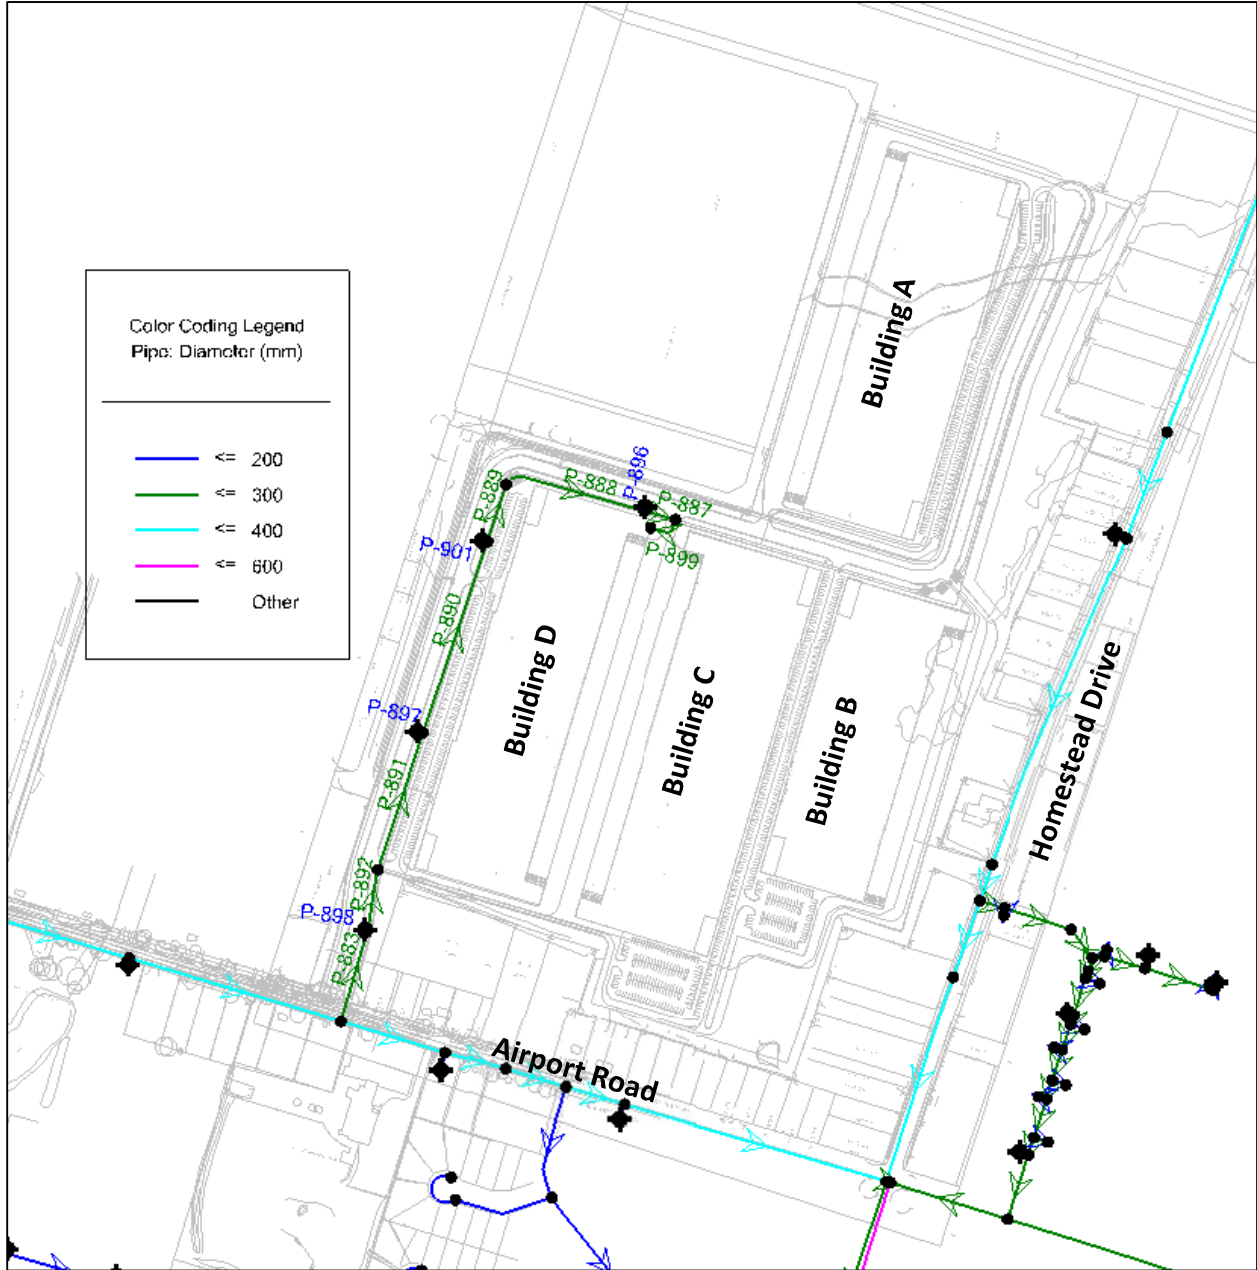 Color Coding Legend
Pipe: Diameter (mm)
<= 200
<= 300
<= 400
<= 600
Other
Building A
P-896
P-888
P-887
P-889
P-899
P-901
P-890
Building D
Building C
Building B
Homestead Drive
P-897
P-891
P-892
P-898
P-883
Airport Road